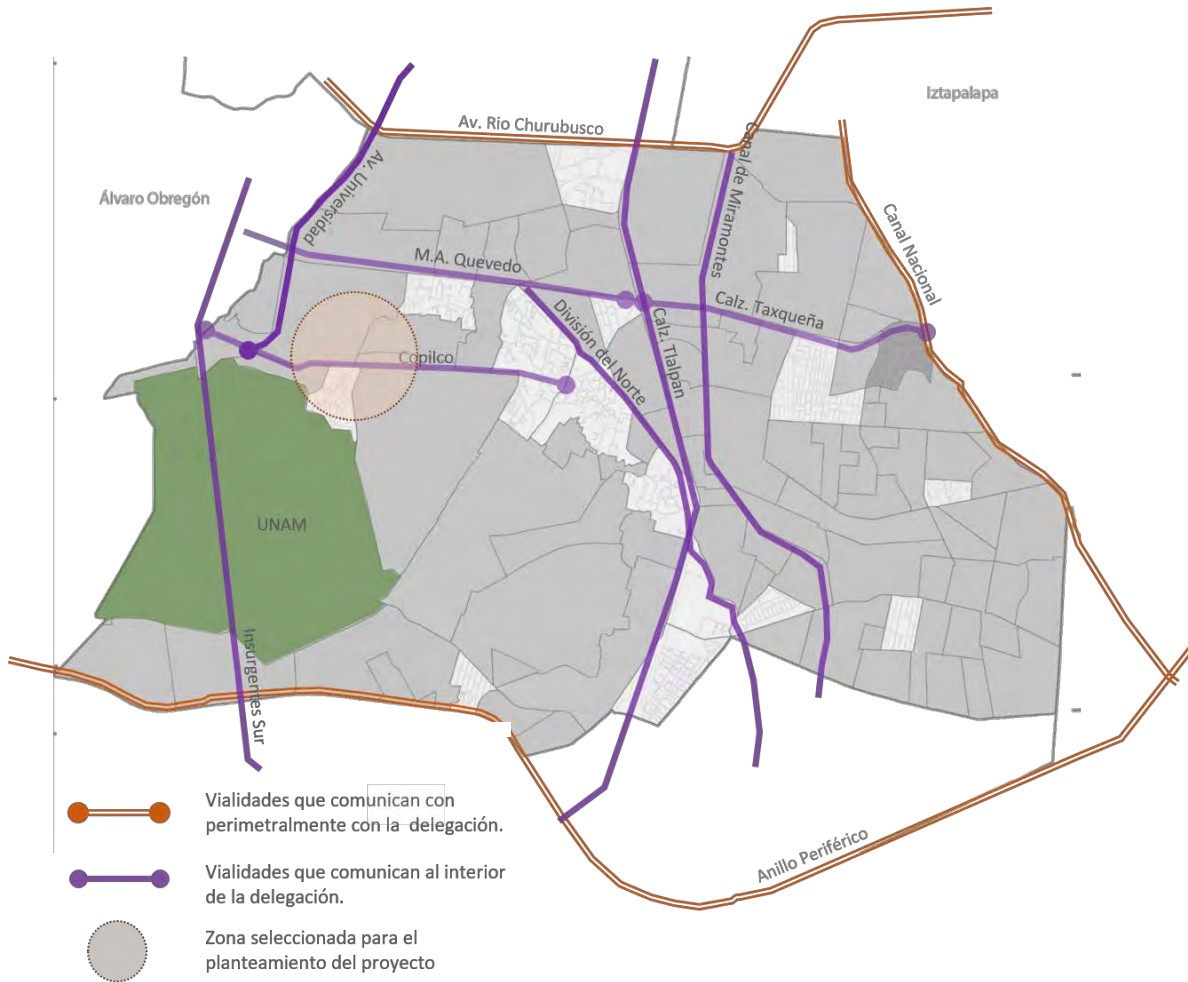 Iztapalapa
Av. Rio Churubusco
Canal de Miramontes
Av. Universidad
Álvaro Obregón
Canal Nacional
M.A. Quevedo
Calz. Taxqueña
División del Norte
Calz. Tlalpan
Copilco
UNAM
Insurgentes Sur
Anillo Periférico
Vialidades que comunican con
perimetralmente con la delegación.
Vialidades que comunican al interior
de la delegación.
Zona seleccionada para el
planteamiento del proyecto